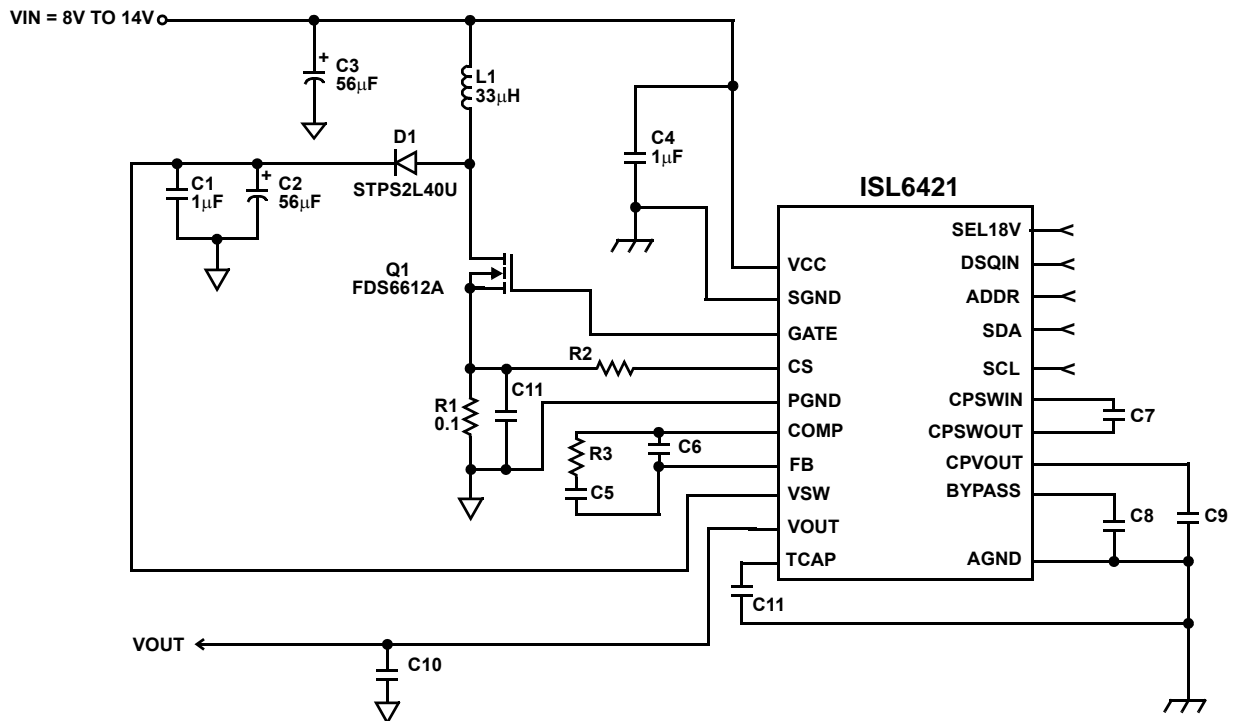 VIN = 8V TO 14V
+
C3
56μF
L1
33μH
C4
1μF
D1
STPS2L40U
C1
1μF
+
C2
56μF
ISL6421
Q1
FDS6612A
VCC
SGND
GATE
CS
PGND
COMP
FB
VSW
VOUT
TCAP
SEL18V
DSQIN
ADDR
SDA
SCL
CPSWIN
CPSWOUT
CPVOUT
BYPASS
AGND
R2
C11
R1
0.1
R3
C6
C5
C7
C8
C9
C11
VOUT
C10